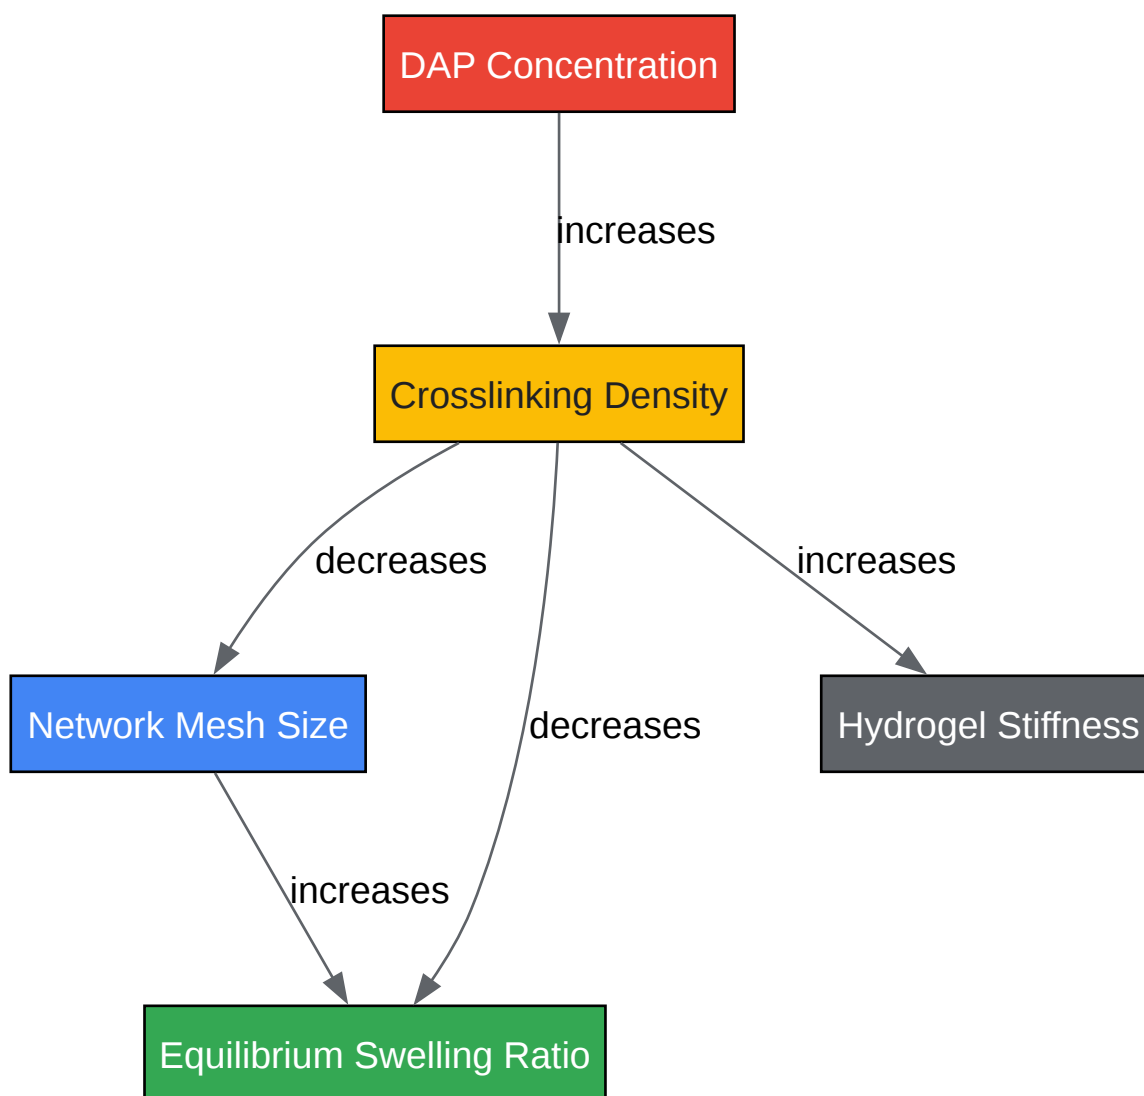 DAP Concentration
increases
Crosslinking Density
decreases
increases
Network Mesh Size
decreases
Hydrogel Stiffness
increases
Equilibrium Swelling Ratio